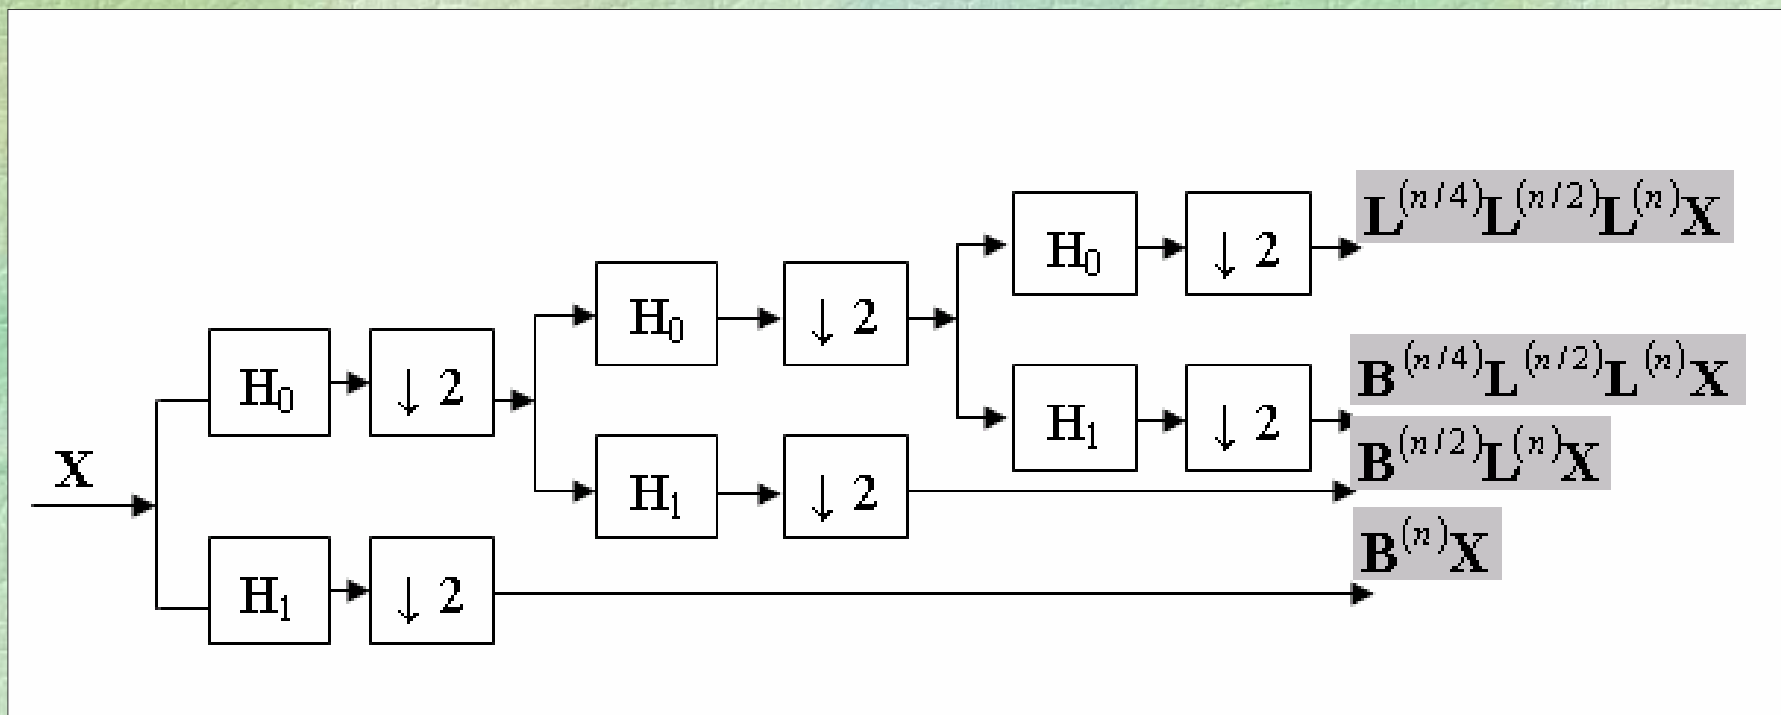 L^(n/4)L^(n/2)L^(n)X
H₀ ↓ 2
H₀ ↓ 2
B^(n/4)L^(n/2)L^(n)X
H₀ ↓ 2
H₁ ↓ 2
B^(n/2)L^(n)X
X
H₁ ↓ 2
B^(n)X
H₁ ↓ 2